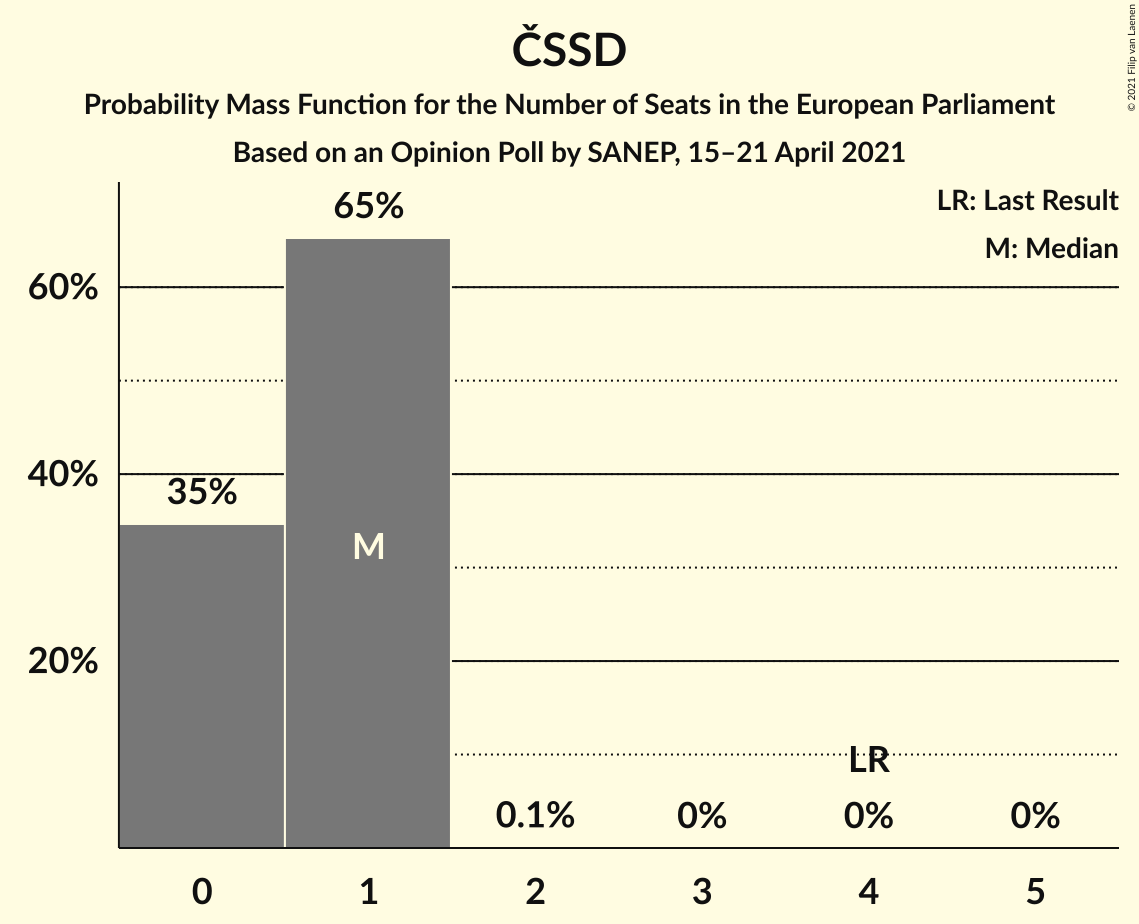 ČSSD
Probability Mass Function for the Number of Seats in the European Parliament
Based on an Opinion Poll by SANEP, 15–21 April 2021
© 2021 Filip van Laenen
LR: Last Result
M: Median
65%
60%
40%
35%
M
20%
LR
0.1%
0%
0%
0%
0 1 2 3 4 5